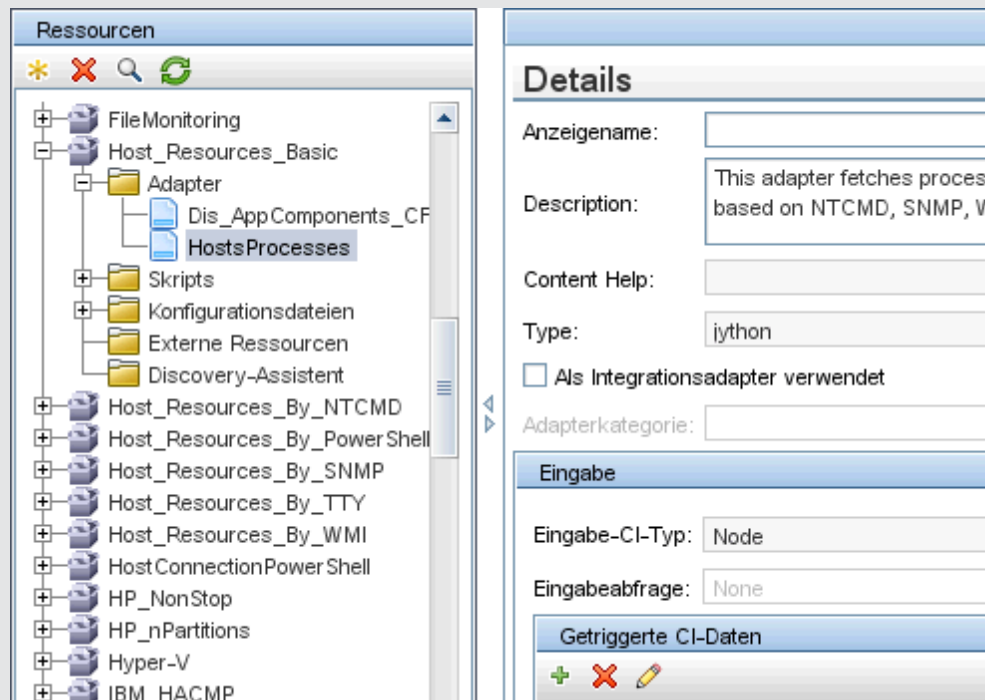 Ressourcen
FileMonitoring
Host_Resources_Basic
Adapter
Dis_AppComponents_CF
HostsProcesses
Skripts
Konfigurationsdateien
Externe Ressourcen
Discovery-Assistent
Host_Resources_By_NTCMD
Host_Resources_By_PowerShell
Host_Resources_By_SNMP
Host_Resources_By_TTY
Host_Resources_By_WMI
HostConnectionPowerShell
HP_NonStop
HP_nPartitions
Hyper-V
IBM_HACMP
Details
Anzeigename:
Description:
This adapter fetches proces
based on NTCMD, SNMP, W
Content Help:
Type:
jython
Als Integrationsadapter verwendet
Adapterkategorie:
Eingabe
Eingabe-CI-Typ:
Node
Eingabeabfrage:
None
Getriggerte CI-Daten